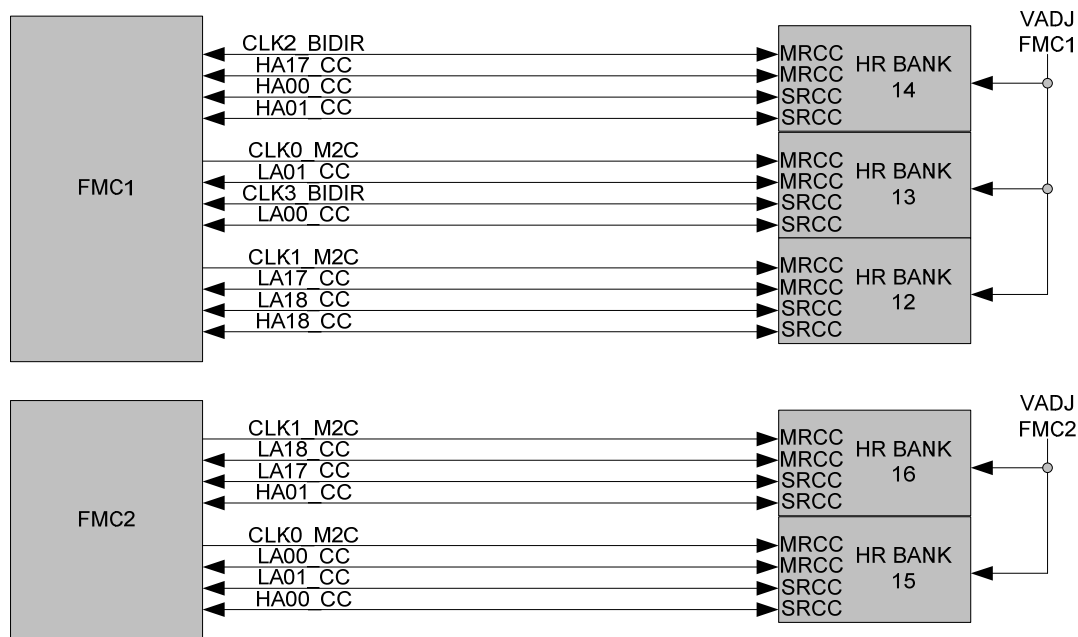 VADJ
FMC1
FMC1
CLK2_BIDIR
HA17_CC
HA00_CC
HA01_CC
MRCC
MRCC
SRCC
SRCC
HR BANK
14
CLK0_M2C
LA01_CC
CLK3_BIDIR
LA00_CC
MRCC
MRCC
SRCC
SRCC
HR BANK
13
CLK1_M2C
LA17_CC
LA18_CC
HA18_CC
MRCC
MRCC
SRCC
SRCC
HR BANK
12
VADJ
FMC2
FMC2
CLK1_M2C
LA18_CC
LA17_CC
HA01_CC
MRCC
MRCC
SRCC
SRCC
HR BANK
16
CLK0_M2C
LA00_CC
LA01_CC
HA00_CC
MRCC
MRCC
SRCC
SRCC
HR BANK
15